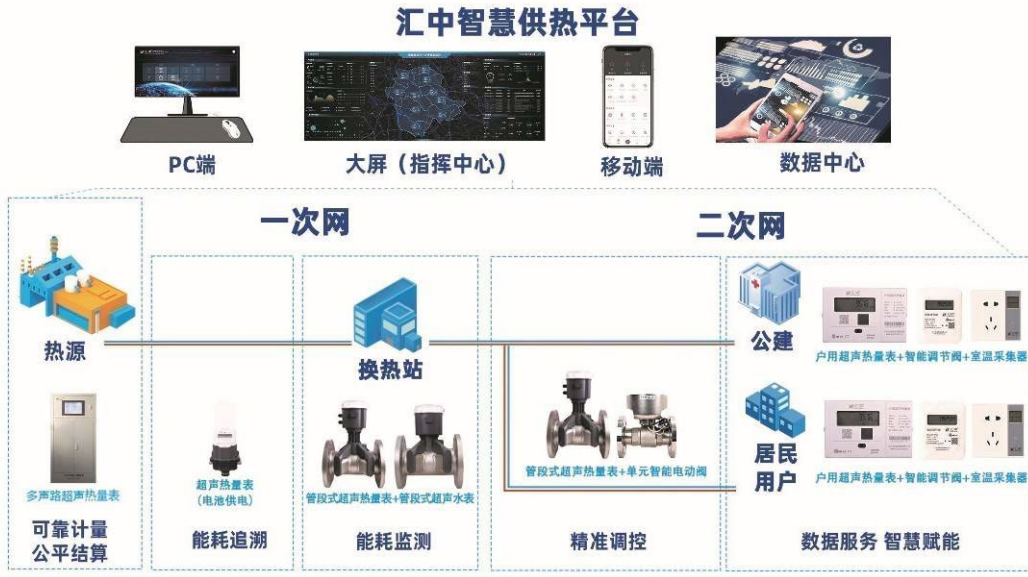 汇中智慧供热平台
PC端
大屏（指挥中心）
移动端
数据中心
一次网
二次网
热源
换热站
公建
户用超声热量表+智能调节阀+室温采集器
居民
用户
户用超声热量表+智能调节阀+室温采集器
多声路超声热量表
超声热量表
(电池供电)
管段式超声热量表+管段式超声水表
管段式超声热量表+单元智能电动阀
可靠计量
公平结算
能耗追溯
能耗监测
精准调控
数据服务 智慧赋能